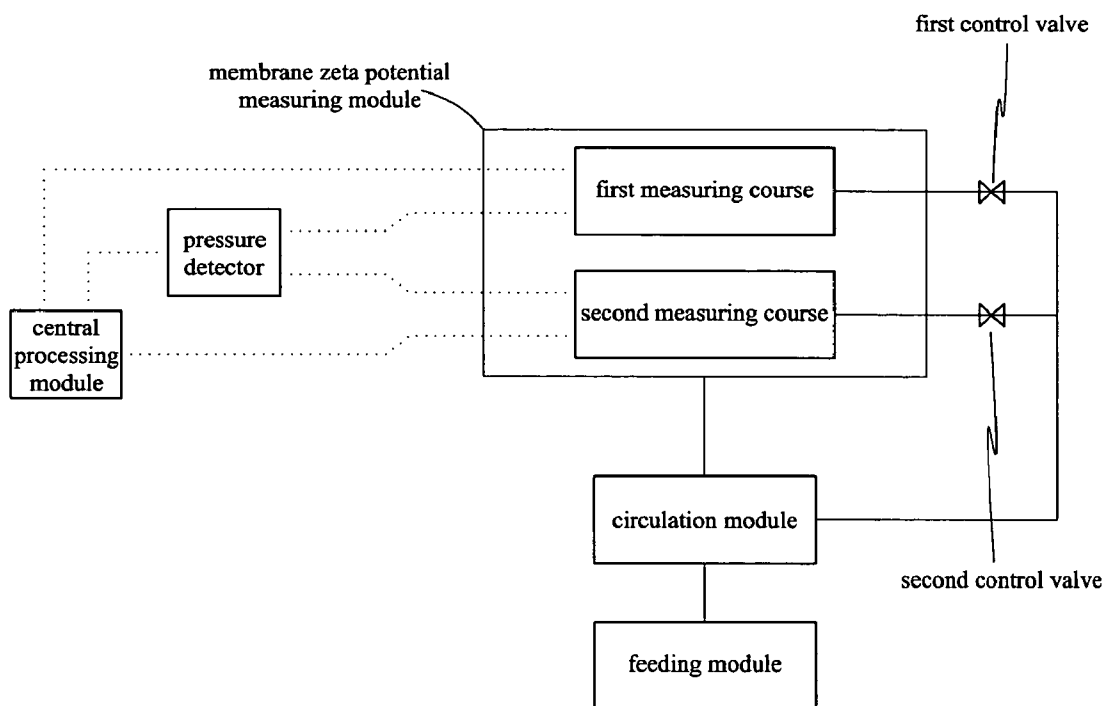 first control valve
membrane zeta potential
measuring module
first measuring course
pressure
detector
second measuring course
central
processing
module
circulation module
second control valve
feeding module